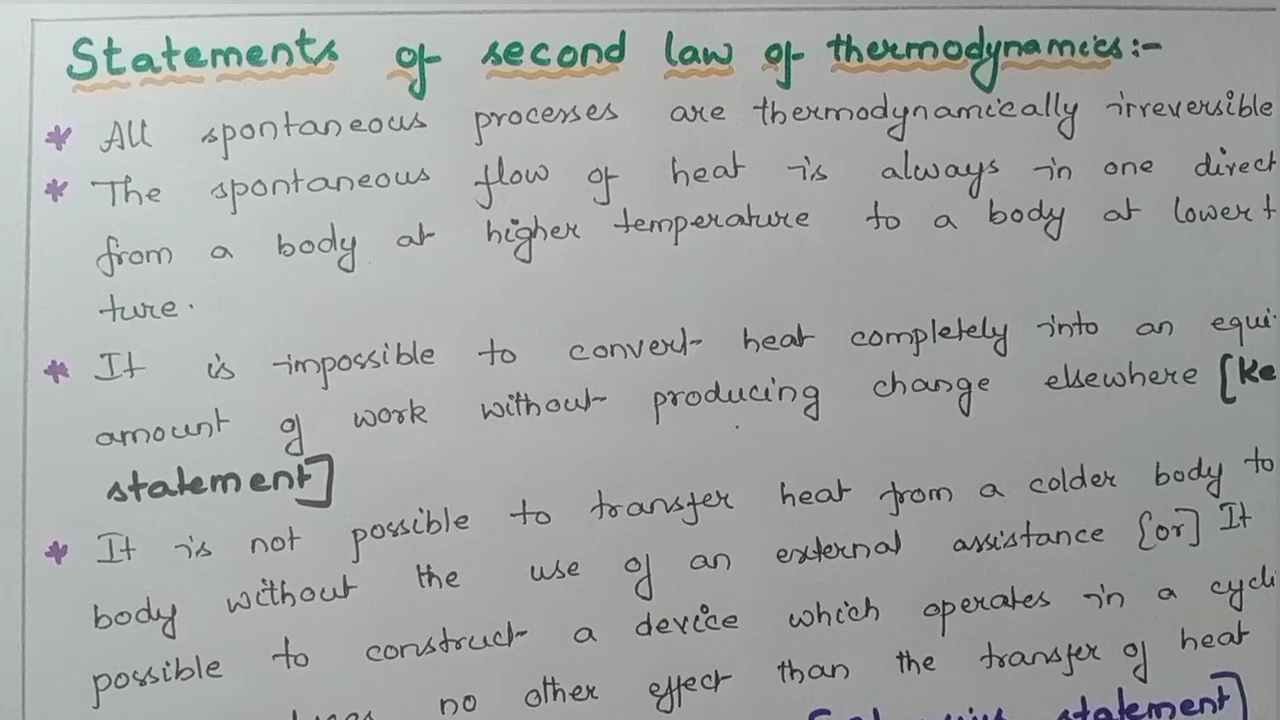 Statements of second law of thermodynamics:-
* All spontaneous processes are thermodynamically irreversible
* The spontaneous flow of heat is always in one direct
from a body at higher temperature to a body at lower t
ture.
* It is impossible to convert heat completely into an equi
amount of work without producing change elsewhere [Ke
statement]
* It is not possible to transfer heat from a colder body to
body without the use of an external assistance [or] It
possible to construct a device which operates in a cycli
no other effect than the transfer of heat
statement]